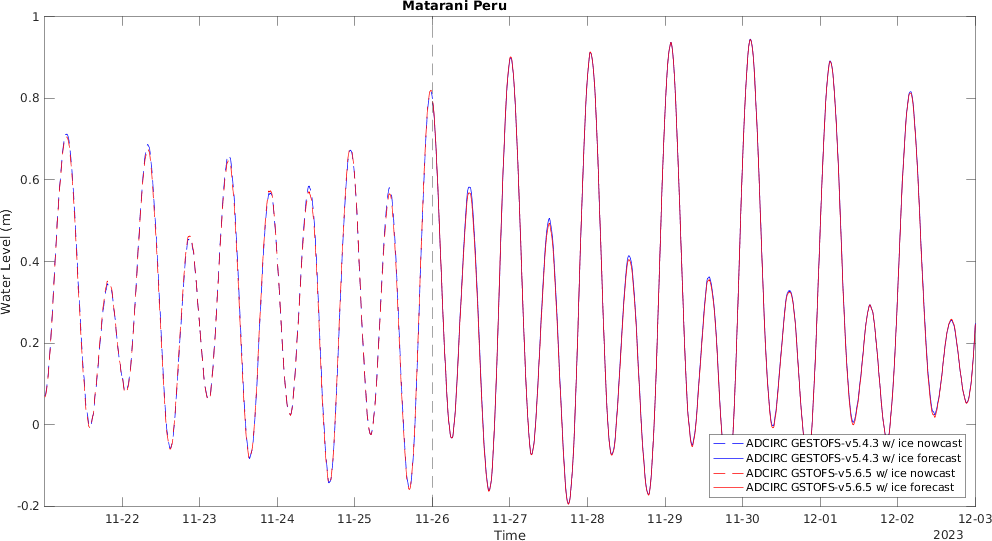 Matarani Peru
1
0.8
0.6
0.4
0.2
0
-0.2
Water Level (m)
11-22
11-23
11-24
11-25
11-26
11-27
11-28
11-29
11-30
12-01
12-02
12-03
Time
2023
ADCIRC GESTOFS-v5.4.3 w/ ice nowcast
ADCIRC GESTOFS-v5.4.3 w/ ice forecast
ADCIRC GSTOFS-v5.6.5 w/ ice nowcast
ADCIRC GSTOFS-v5.6.5 w/ ice forecast